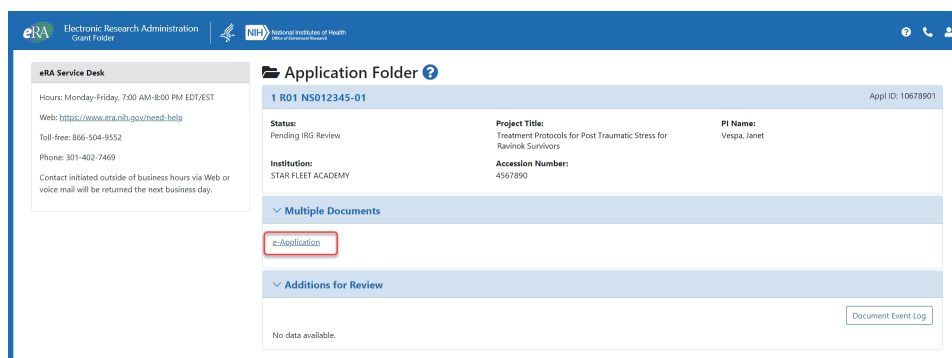 eRA Electronic Research Administration
Grant Folder
NIH National Institutes of Health
Office of Extramural Research
eRA Service Desk
Hours: Monday-Friday, 7:00 AM-8:00 PM EDT/EST
Web: https://www.era.nih.gov/need-help
Toll-free: 866-504-9552
Phone: 301-402-7469
Contact initiated outside of business hours via Web or
voice mail will be returned the next business day.
Application Folder ?
1 R01 NS012345-01 Appl ID: 10678901
Status:
Pending IRG Review
Project Title:
Treatment Protocols for Post Traumatic Stress for
Ravinok Survivors
PI Name:
Vespa, Janet
Institution:
STAR FLEET ACADEMY
Accession Number:
4567890
Multiple Documents
e-Application
Additions for Review
Document Event Log
No data available.